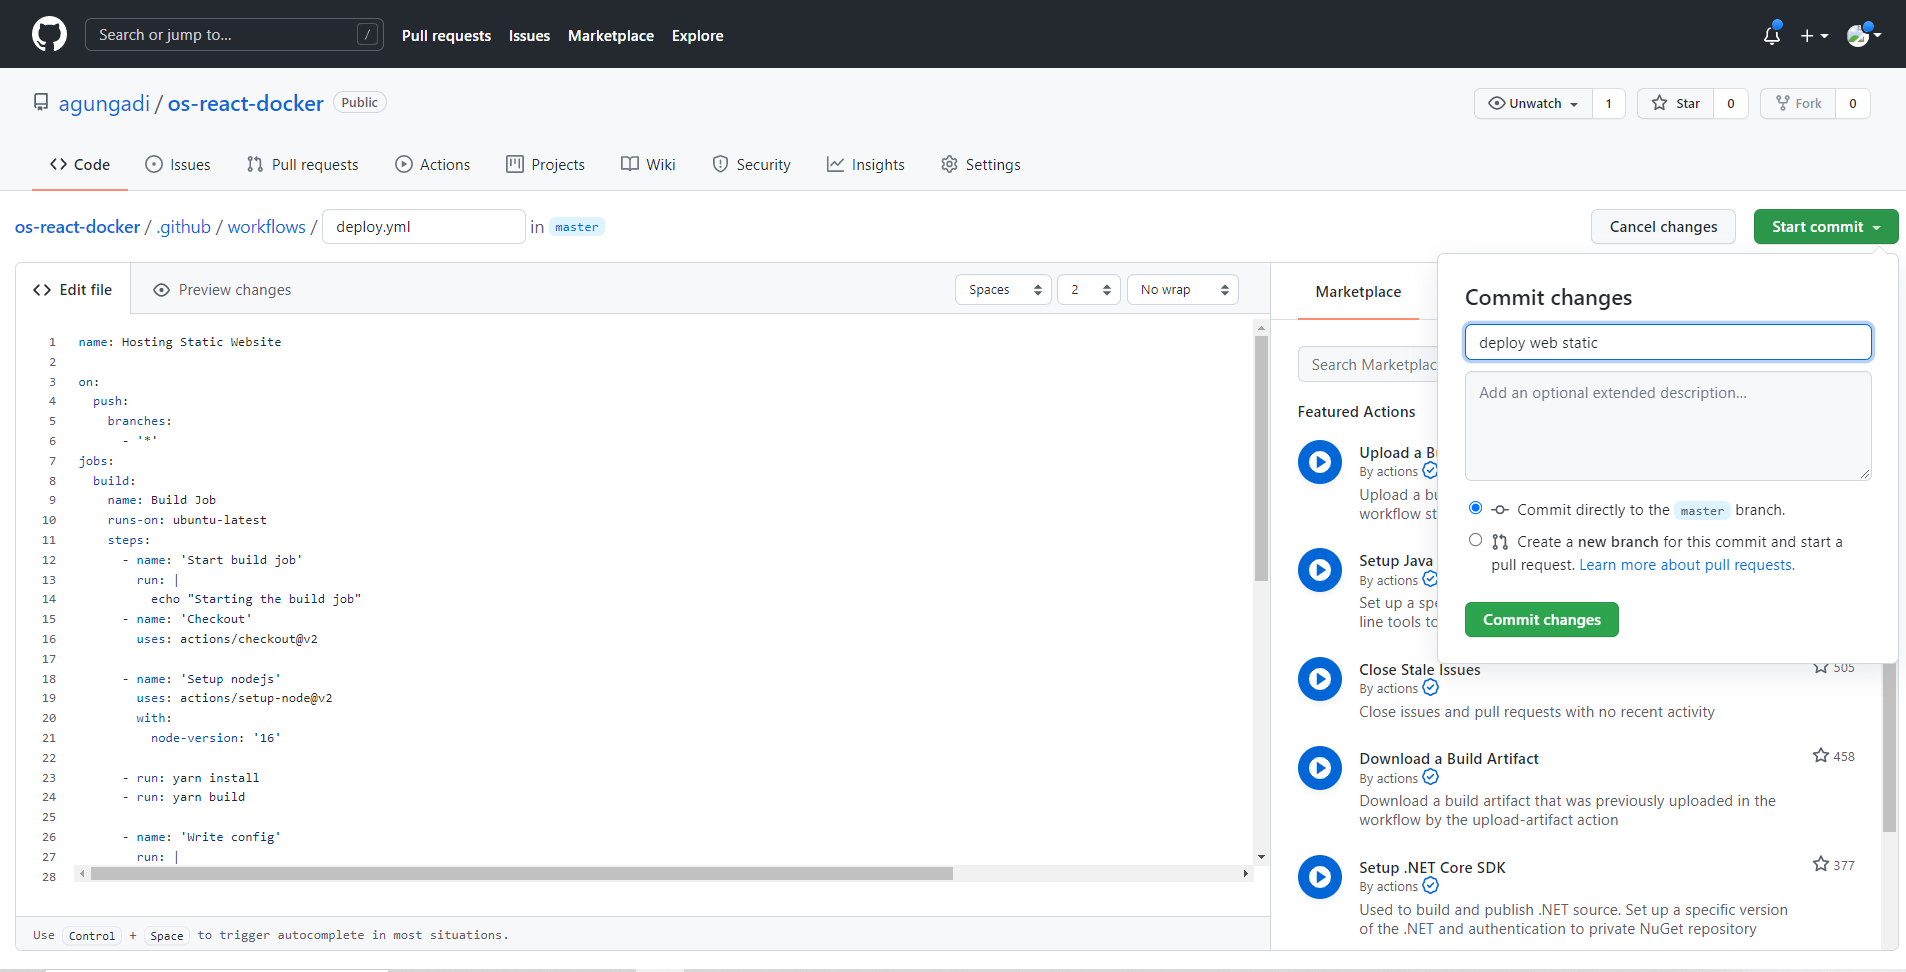 Search or jump to... /
Pull requests Issues Marketplace Explore
agungadi / os-react-docker Public
Unwatch 1 Star 0 Fork 0
Code Issues Pull requests Actions Projects Wiki Security Insights Settings
os-react-docker / .github / workflows / deploy.yml in master
Cancel changes Start commit
Edit file Preview changes
Spaces 2 No wrap
1 name: Hosting Static Website
2
3 on:
4 push:
5 branches:
6 - '*'
7 jobs:
8 build:
9 name: Build Job
10 runs-on: ubuntu-latest
11 steps:
12 - name: 'Start build job'
13 run: |
14 echo "Starting the build job"
15 - name: 'Checkout'
16 uses: actions/checkout@v2
17
18 - name: 'Setup nodejs'
19 uses: actions/setup-node@v2
20 with:
21 node-version: '16'
22
23 - run: yarn install
24 - run: yarn build
25
26 - name: 'Write config'
27 run: |
28
Use Control + Space to trigger autocomplete in most situations.
Marketplace
Search Marketplac
Featured Actions
Upload a B
By actions
Upload a bu
workflow st
Setup Java
By actions
Set up a spe
line tools to
Close Stale Issues 505
By actions
Close issues and pull requests with no recent activity
Download a Build Artifact 458
By actions
Download a build artifact that was previously uploaded in the
workflow by the upload-artifact action
Setup .NET Core SDK 377
By actions
Used to build and publish .NET source. Set up a specific version
of the .NET and authentication to private NuGet repository
Commit changes
deploy web static
Add an optional extended description...
Commit directly to the master branch.
Create a new branch for this commit and start a
pull request. Learn more about pull requests.
Commit changes